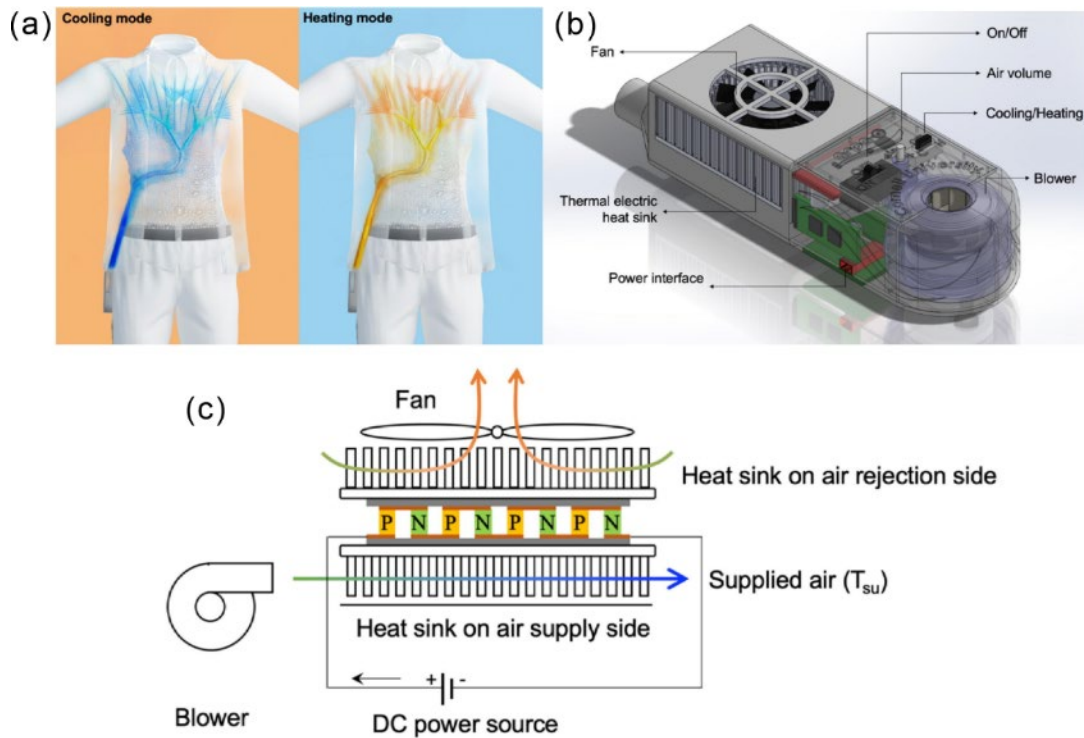 (a)
Cooling mode
Heating mode
(b)
Fan
On/Off
Air volume
Cooling/Heating
Blower
Thermal electric
heat sink
Power interface
(c)
Fan
Heat sink on air rejection side
P N P N P N P N
Supplied air (Tsu)
Heat sink on air supply side
+ -
Blower
DC power source